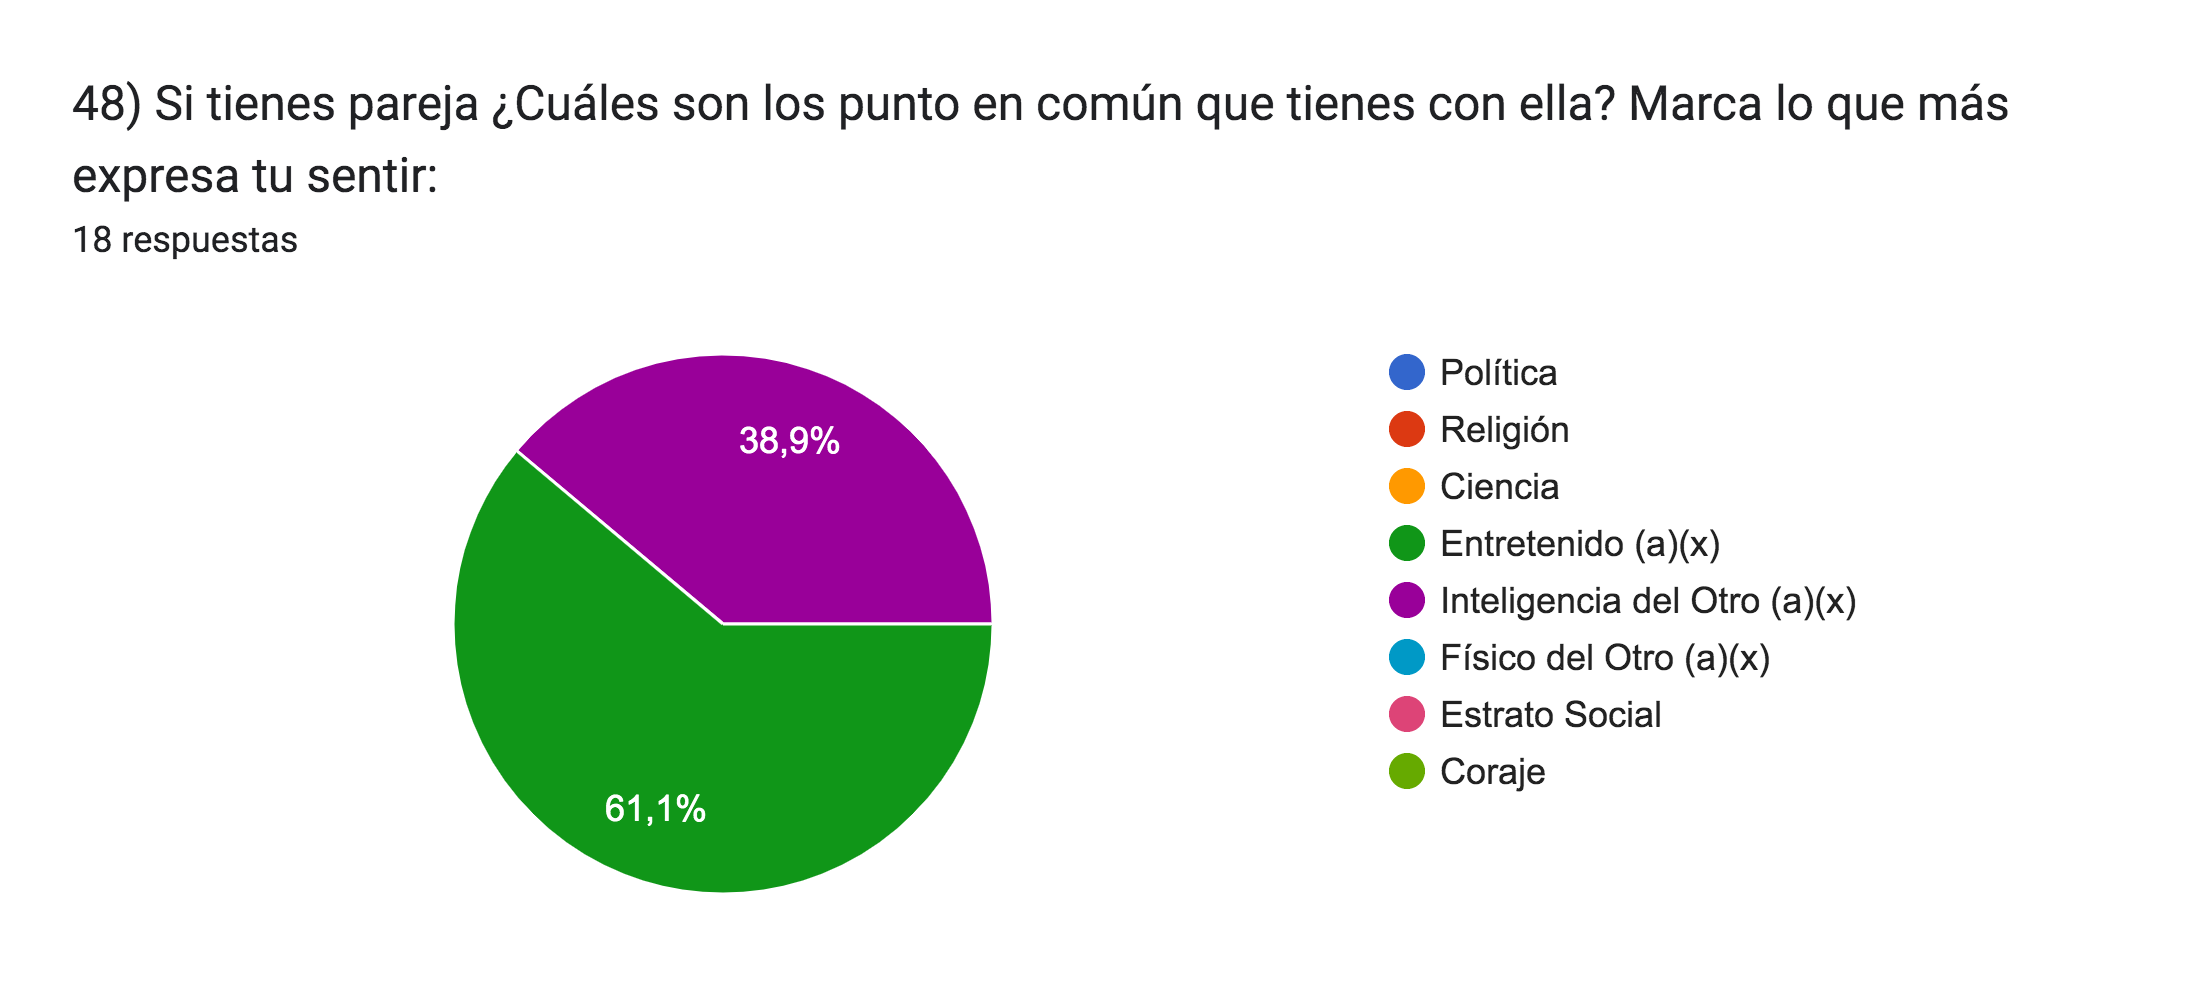 48) Si tienes pareja ¿Cuáles son los punto en común que tienes con ella? Marca lo que más
expresa tu sentir:
18 respuestas
38,9%
61,1%
Política
Religión
Ciencia
Entretenido (a)(x)
Inteligencia del Otro (a)(x)
Físico del Otro (a)(x)
Estrato Social
Coraje